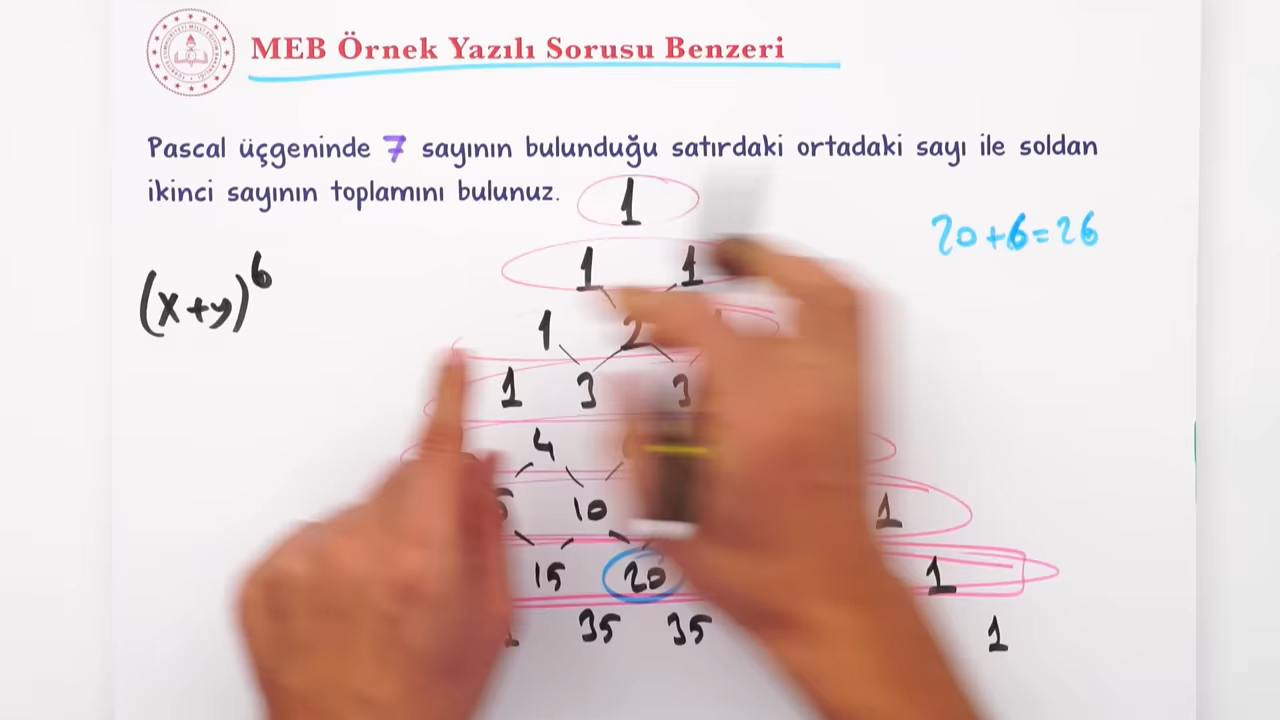 MEB Örnek Yazılı Sorusu Benzeri
Pascal üçgeninde 7 sayının bulunduğu satırdaki ortadaki sayı ile soldan
ikinci sayının toplamını bulunuz.
20+6=26
(x+y)^6
1
1 1
1 2
1 3 3
4
10 1
15 20 1
35 35 1